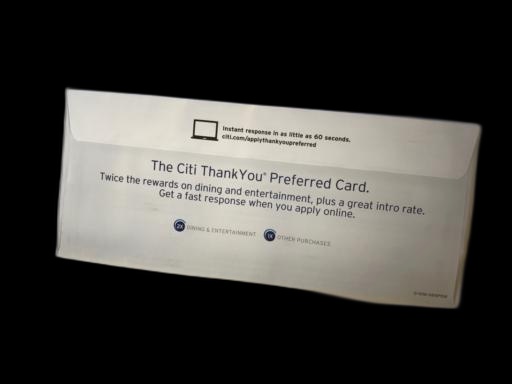 Instant response in as little as 60 seconds.
citi.com/applythankyoupreferred
The Citi ThankYou® Preferred Card.
Twice the rewards on dining and entertainment, plus a great intro rate.
Get a fast response when you apply online.
2X DINING & ENTERTAINMENT 1X OTHER PURCHASES